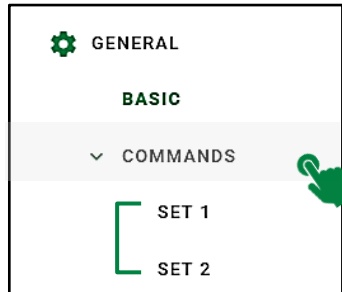 GENERAL
BASIC
COMMANDS
SET 1
SET 2